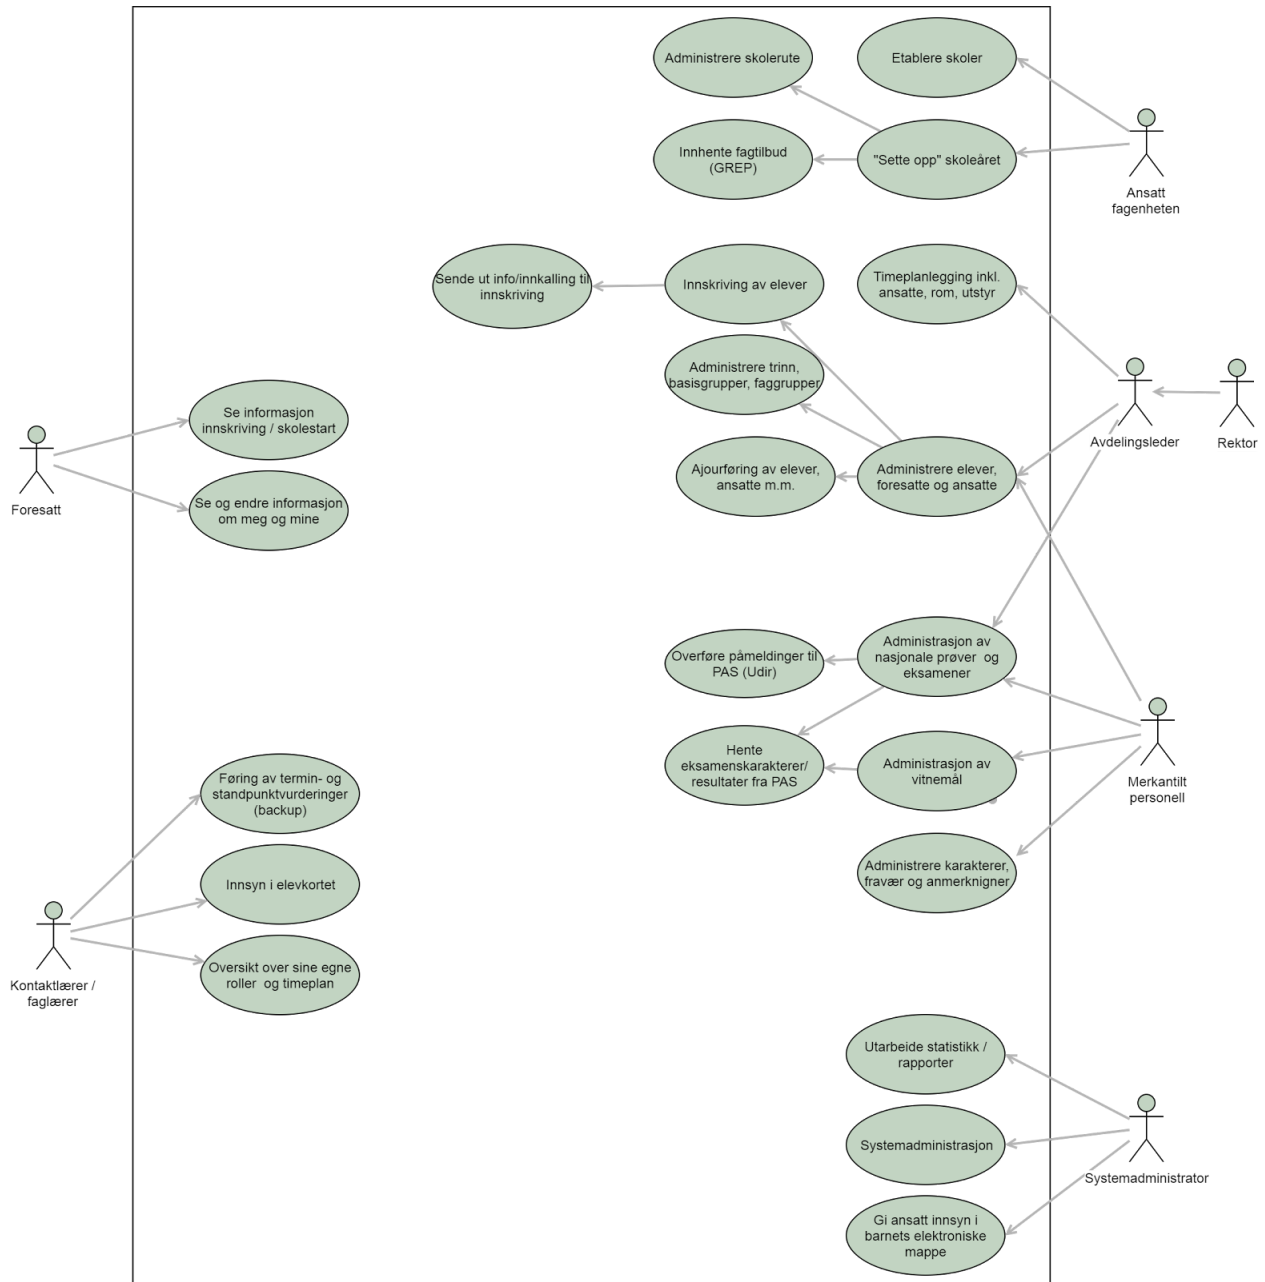 Administrere skolerute
Etablere skoler
Innhente fagtilbud
(GREP)
"Sette opp" skoleåret
Ansatt
fagenheten
Sende ut info/innkalling til
innskriving
Innskriving av elever
Timeplanlegging inkl.
ansatte, rom, utstyr
Administrere trinn,
basisgrupper, faggrupper
Se informasjon
innskriving / skolestart
Avdelingsleder
Rektor
Ajourføring av elever,
ansatte m.m.
Administrere elever,
foresatte og ansatte
Foresatt
Se og endre informasjon
om meg og mine
Overføre påmeldinger til
PAS (Udir)
Administrasjon av
nasjonale prøver  og
eksamener
Hente
eksamenskarakterer/
resultater fra PAS
Administrasjon av
vitnemål
Merkantilt
personell
Føring av termin- og
standpunktvurderinger
(backup)
Innsyn i elevkortet
Administrere karakterer,
fravær og anmerknigner
Kontaktlærer /
faglærer
Oversikt over sine egne
roller  og timeplan
Utarbeide statistikk /
rapporter
Systemadministrasjon
Systemadministrator
Gi ansatt innsyn i
barnets elektroniske
mappe